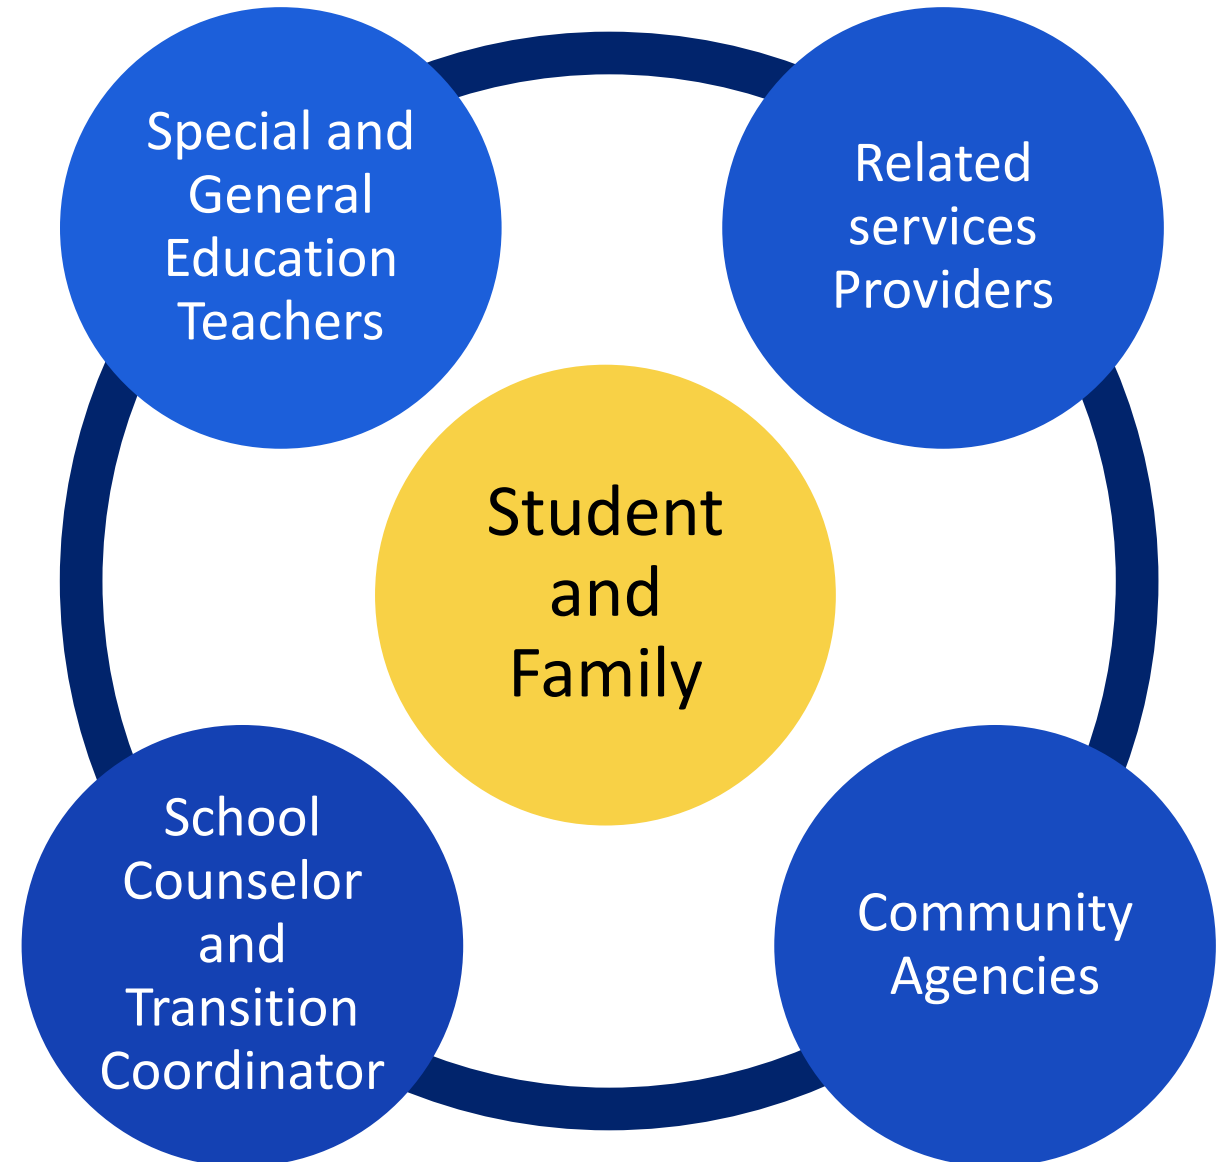 Special and
General
Education
Teachers
Related
services
Providers
Student
and
Family
School
Counselor
and
Transition
Coordinator
Community
Agencies